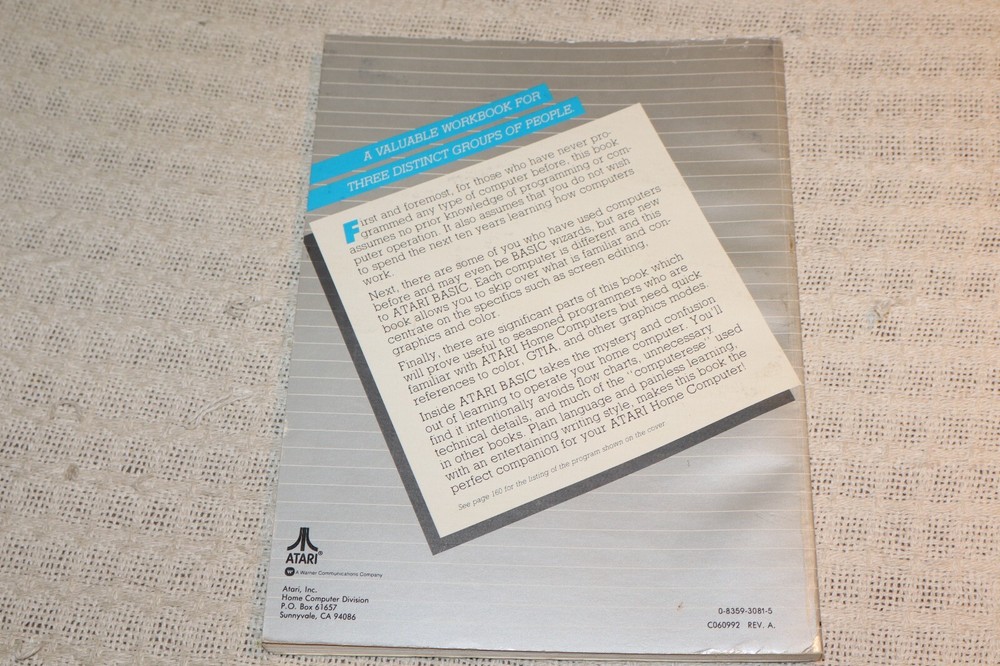 A VALUABLE WORKBOOK FOR
THREE DISTINCT GROUPS OF PEOPLE.
First and foremost, for those who have never pro-
grammed any type of computer before, this book
assumes no prior knowledge of programming or com-
puter operation. It also assumes that you do not wish
to spend the next ten years learning how computers
work.
Next, there are some of you who have used computers
before and may even be BASIC wizards, but are new
to ATARI BASIC. Each computer is different and this
book allows you to skip over what is familiar and con-
centrate on the specifics such as screen editing,
graphics and color.
Finally, there are significant parts of this book which
will prove useful to seasoned programmers who are
familiar with ATARI Home Computers but need quick
references to color, GTIA, and other graphics modes.
Inside ATARI BASIC takes the mystery and confusion
out of learning to operate your home computer. You'll
find it intentionally avoids flow charts, unnecessary
technical details, and much of the "computerese" used
in other books. Plain language and painless learning,
with an entertaining writing style, makes this book the
perfect companion for your ATARI Home Computer!
See page 160 for the listing of the program shown on the cover
ATARI®
W A Warner Communications Company
Atari, Inc.
Home Computer Division
P.O. Box 61657
Sunnyvale, CA 94086
0-8359-3081-5
C060992 REV. A.